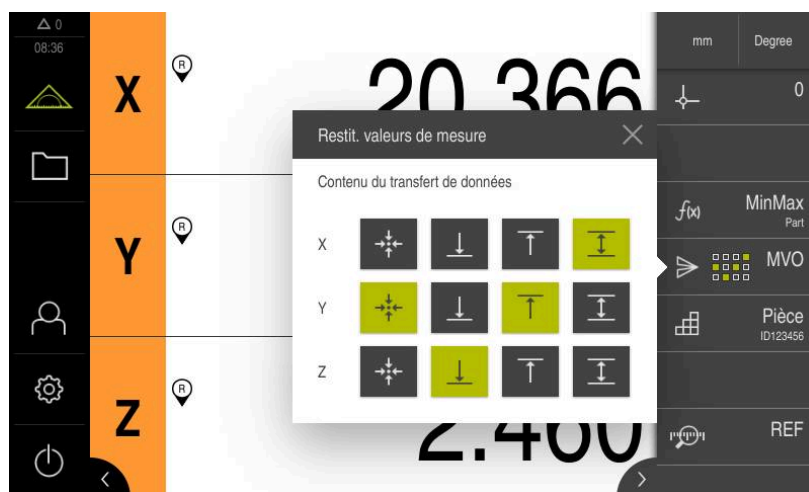 0
08:36
X
R
20.366
mm
Degree
0
Restit. valeurs de mesure
Contenu du transfert de données
X
Y
Z
Y
R
f(x)
MinMax
Part
MVO
Pièce
ID123456
Z
R
2.460
REF